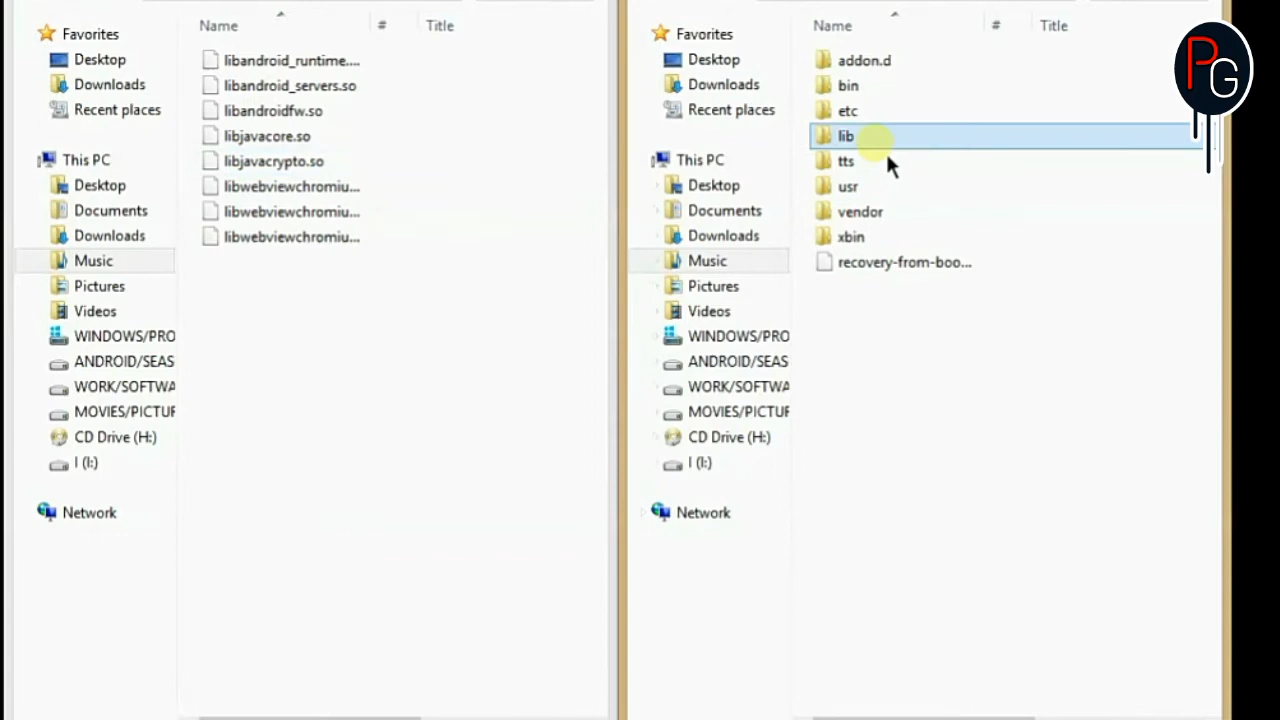 Name # Title
Favorites
Desktop
Downloads
Recent places
This PC
Desktop
Documents
Downloads
Music
Pictures
Videos
WINDOWS/PRO
ANDROID/SEAS
WORK/SOFTWA
MOVIES/PICTUF
CD Drive (H:)
I (I:)
Network
libandroid_runtime....
libandroid_servers.so
libandroidfw.so
libjavacore.so
libjavacrypto.so
libwebviewchromiu...
libwebviewchromiu...
libwebviewchromiu...
Name # Title
Favorites
Desktop
Downloads
Recent places
This PC
Desktop
Documents
Downloads
Music
Pictures
Videos
WINDOWS/PRO
ANDROID/SEAS
WORK/SOFTWA
MOVIES/PICTUF
CD Drive (H:)
I (I:)
Network
addon.d
bin
etc
lib
tts
usr
vendor
xbin
recovery-from-boo...
PG